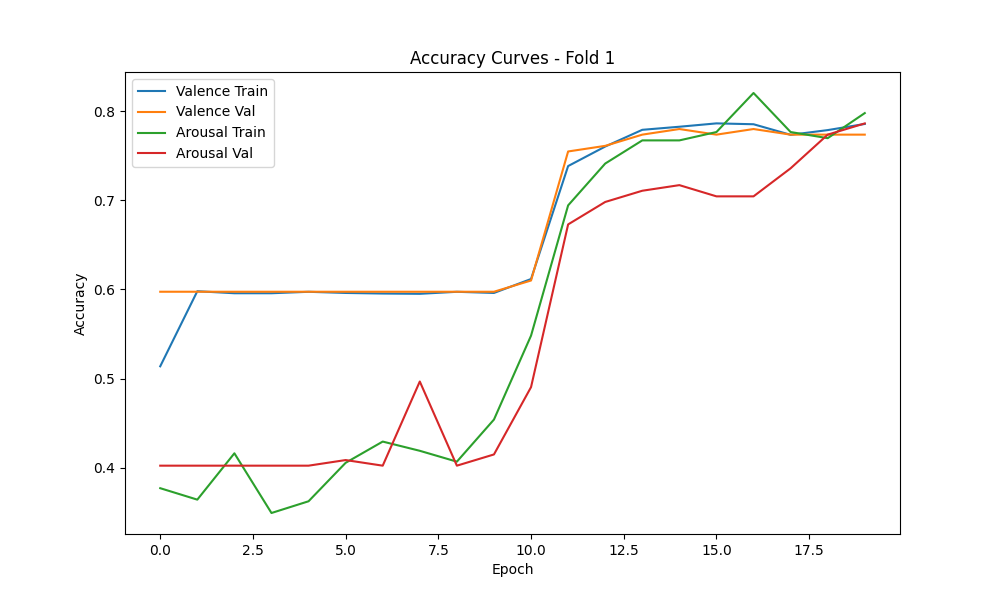 Accuracy Curves - Fold 1
Valence Train
Valence Val
Arousal Train
Arousal Val
0.8
0.7
0.6
0.5
0.4
Accuracy
0.0 2.5 5.0 7.5 10.0 12.5 15.0 17.5
Epoch